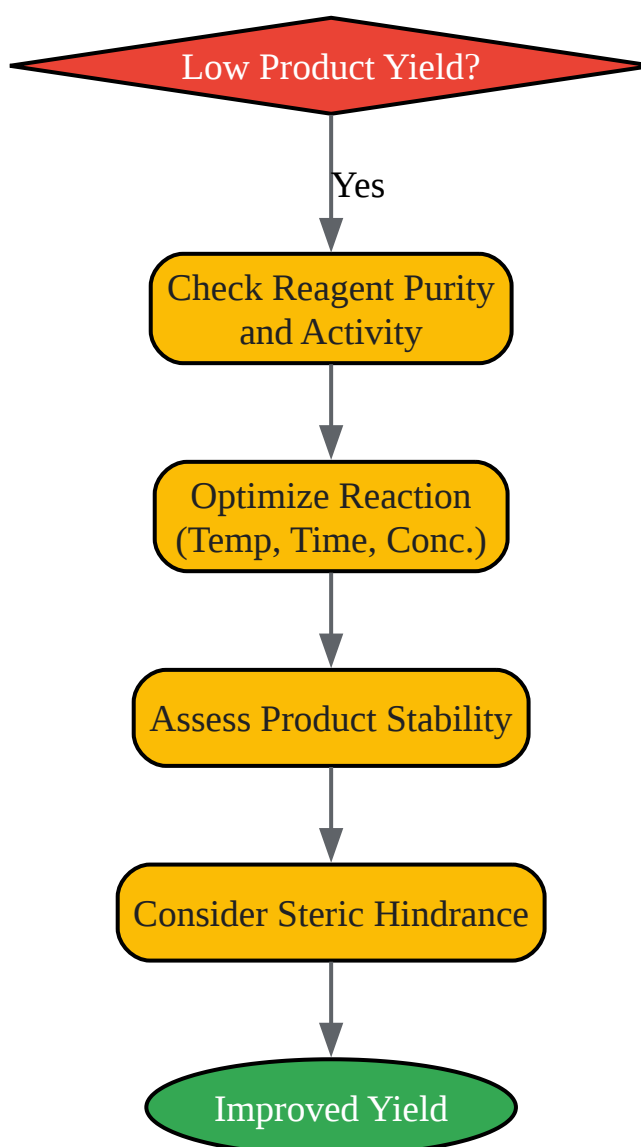 Low Product Yield?
Yes
Check Reagent Purity
and Activity
Optimize Reaction
(Temp, Time, Conc.)
Assess Product Stability
Consider Steric Hindrance
Improved Yield